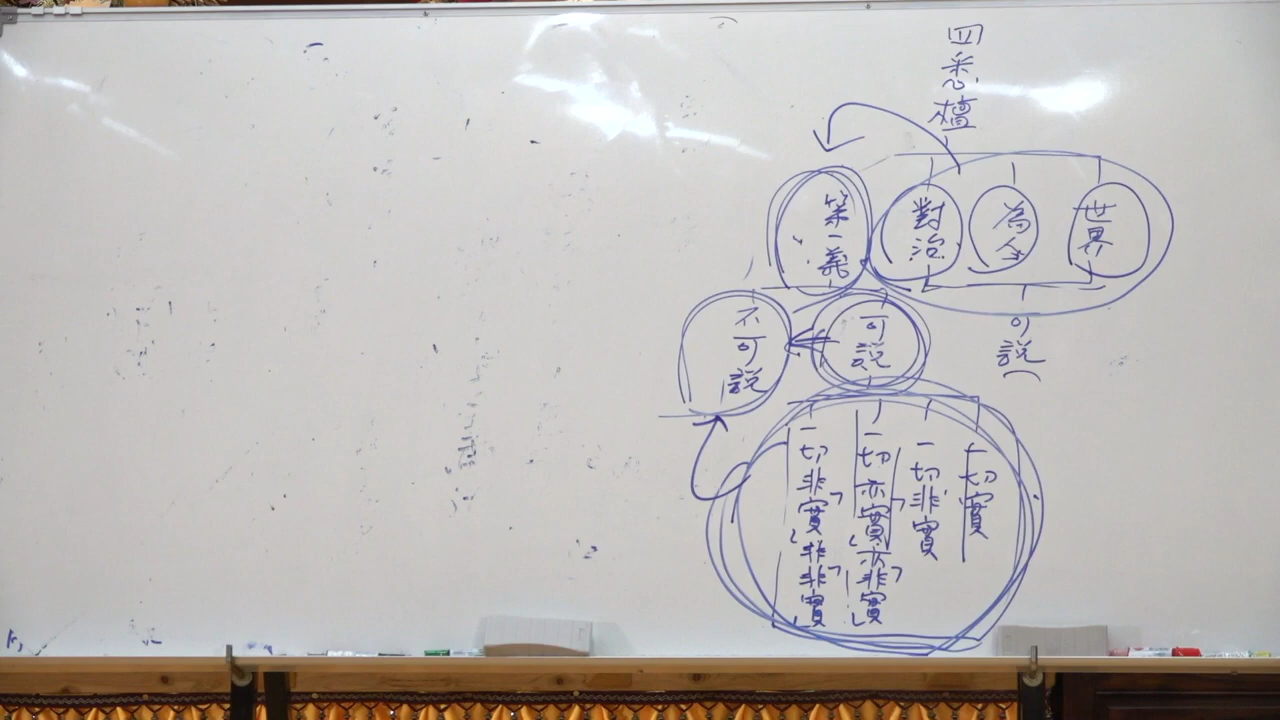 四悉檀
世界
為人
對治
第一義
可說
可說
不可說
一切實
一切非實
一切亦「實」亦「非實」
一切非「實」非「非實」